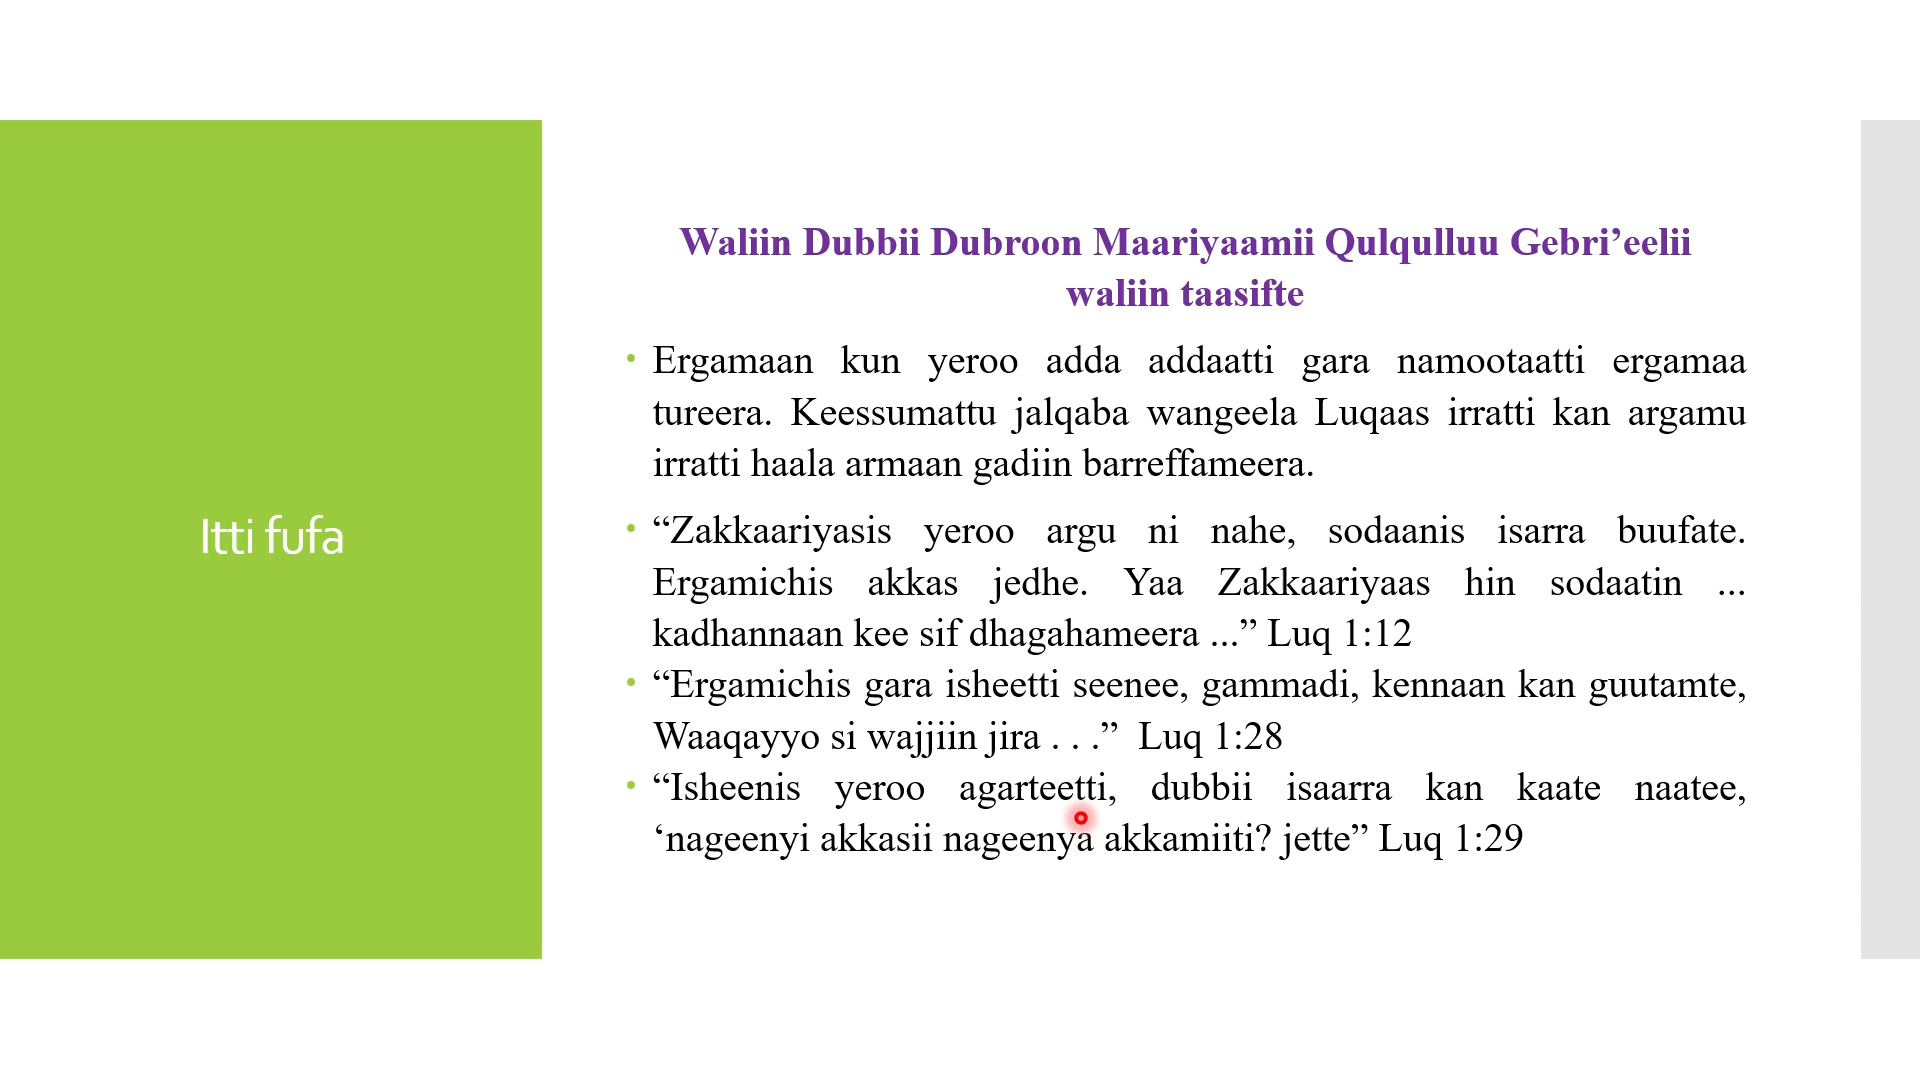 Itti fufa
Waliin Dubbii Dubroon Maariyaamii Qulqulluu Gebri’eelii
waliin taasifte
• Ergamaan kun yeroo adda addaatti gara namootaatti ergamaa
tureera. Keessumattu jalqaba wangeela Luqaas irratti kan argamu
irratti haala armaan gadiin barreffameera.
• “Zakkaariyasis yeroo argu ni nahe, sodaanis isarra buufate.
Ergamichis akkas jedhe. Yaa Zakkaariyaas hin sodaatin ...
kadhannaan kee sif dhagahameera ...” Luq 1:12
• “Ergamichis gara isheetti seenee, gammadi, kennaan kan guutamte,
Waaqayyo si wajjiin jira . . .” Luq 1:28
• “Isheenis yeroo agarteetti, dubbii isaarra kan kaate naatee,
‘nageenyi akkasii nageenya akkamiiti? jette” Luq 1:29